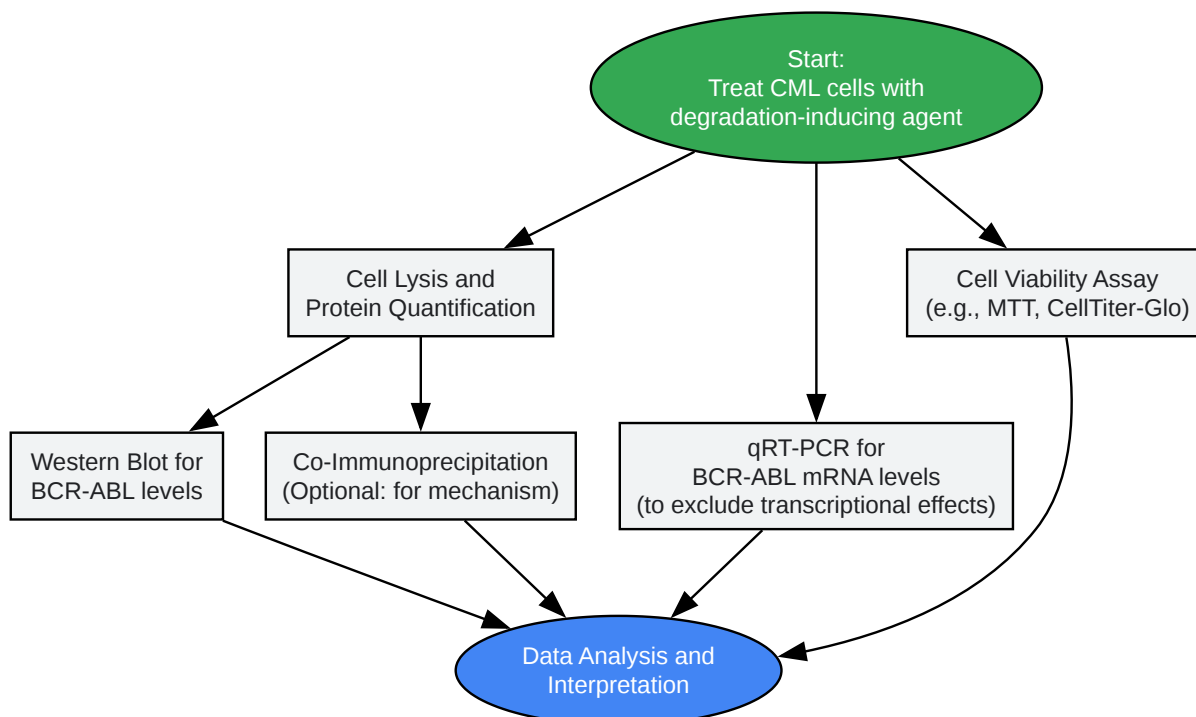 Start:
Treat CML cells with
degradation-inducing agent
Cell Lysis and
Protein Quantification
Cell Viability Assay
(e.g., MTT, CellTiter-Glo)
Western Blot for
BCR-ABL levels
Co-Immunoprecipitation
(Optional: for mechanism)
qRT-PCR for
BCR-ABL mRNA levels
(to exclude transcriptional effects)
Data Analysis and
Interpretation